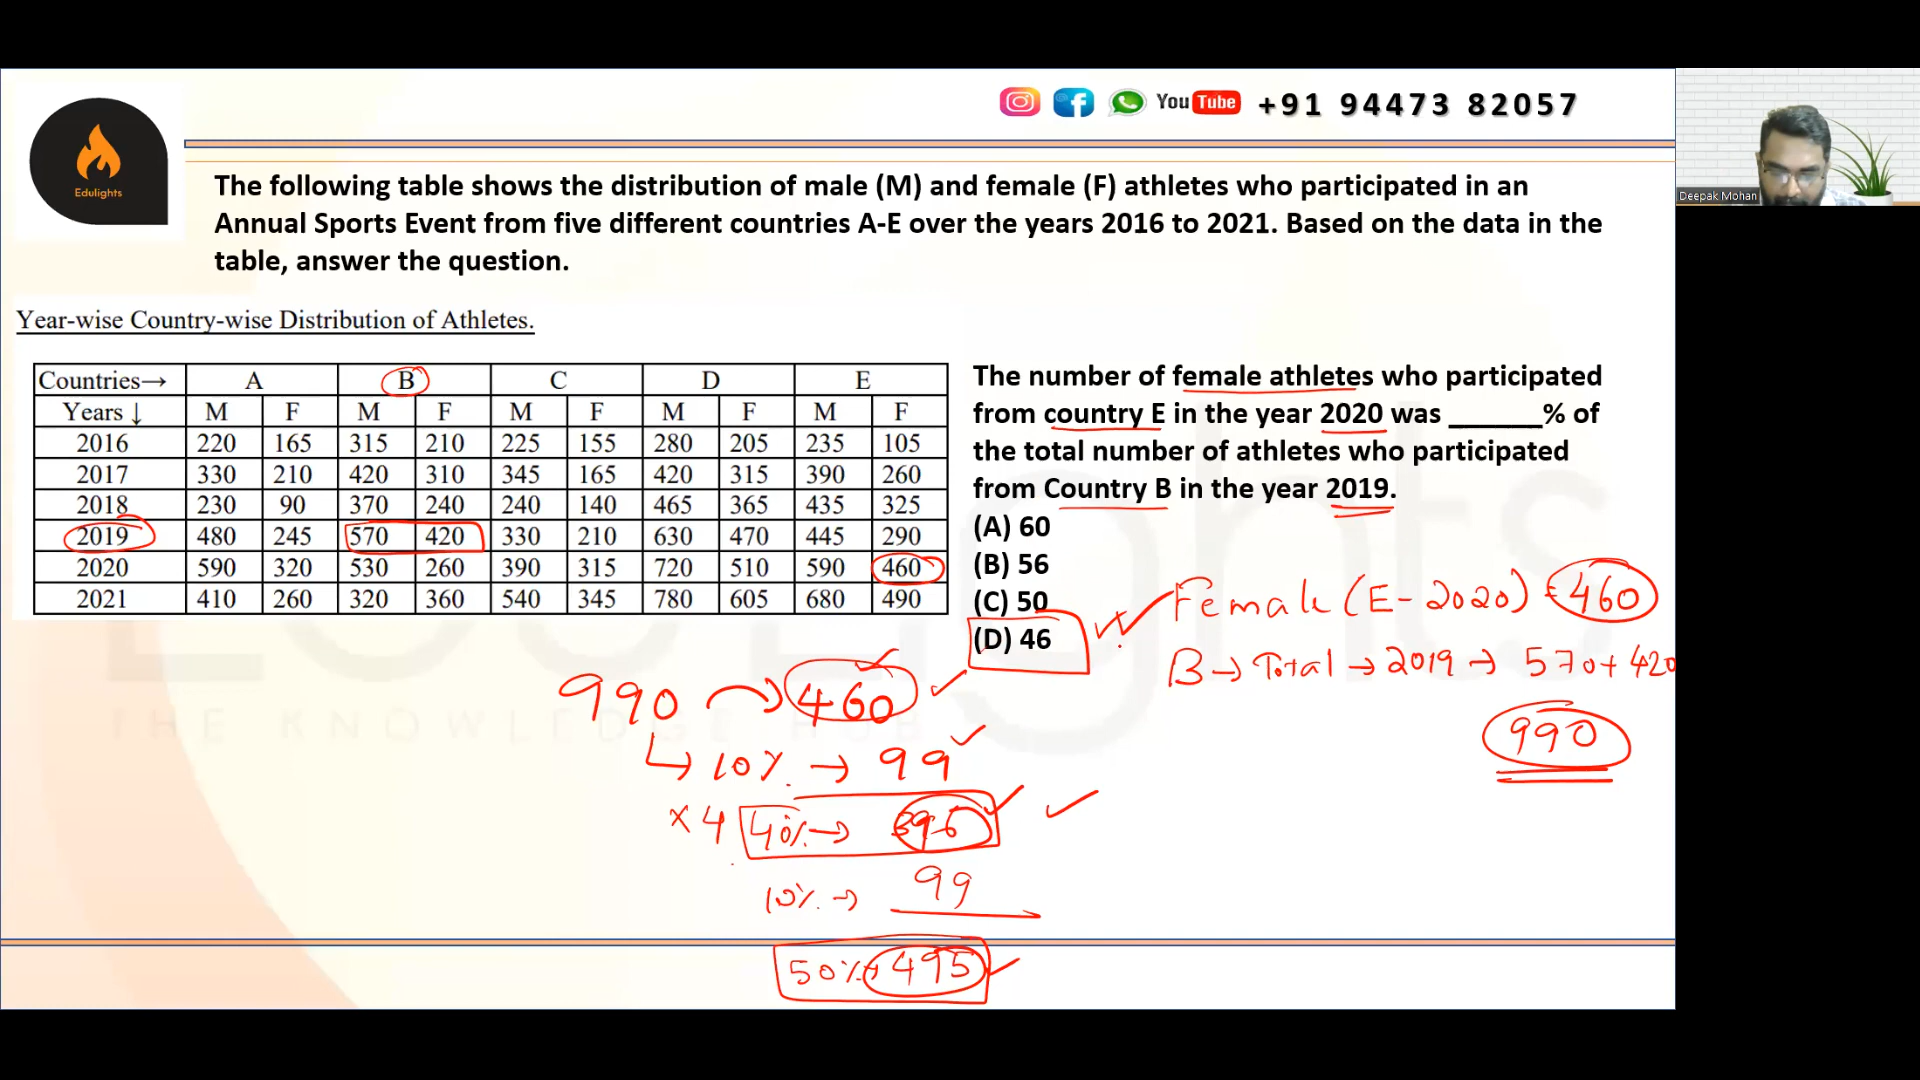 You Tube +91 94473 82057
Edulights
Deepak Mohan
The following table shows the distribution of male (M) and female (F) athletes who participated in an
Annual Sports Event from five different countries A-E over the years 2016 to 2021. Based on the data in the
table, answer the question.
Year-wise Country-wise Distribution of Athletes.
Countries→ A B C D E
Years ↓ M F M F M F M F M F
2016 220 165 315 210 225 155 280 205 235 105
2017 330 210 420 310 345 165 420 315 390 260
2018 230 90 370 240 240 140 465 365 435 325
2019 480 245 570 420 330 210 630 470 445 290
2020 590 320 530 260 390 315 720 510 590 460
2021 410 260 320 360 540 345 780 605 680 490
The number of female athletes who participated
from country E in the year 2020 was ______% of
the total number of athletes who participated
from Country B in the year 2019.
(A) 60
(B) 56
(C) 50
(D) 46
Female (E-2020) = 460
B → Total → 2019 → 570+420
990
990 → 460
↳ 10% → 99
×4 40% → 396
10% → 99
50% → 495
THE KNOWLEDGE HUB